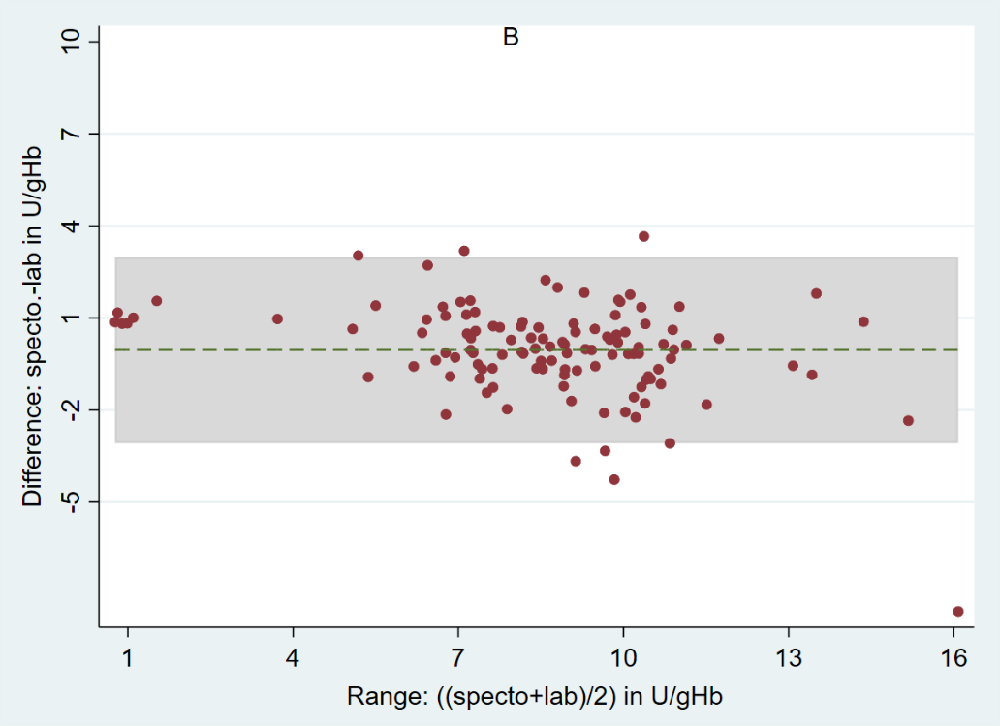 B
Difference: specto.-lab in U/gHb
10
7
4
1
-2
-5
1 4 7 10 13 16
Range: ((specto+lab)/2) in U/gHb